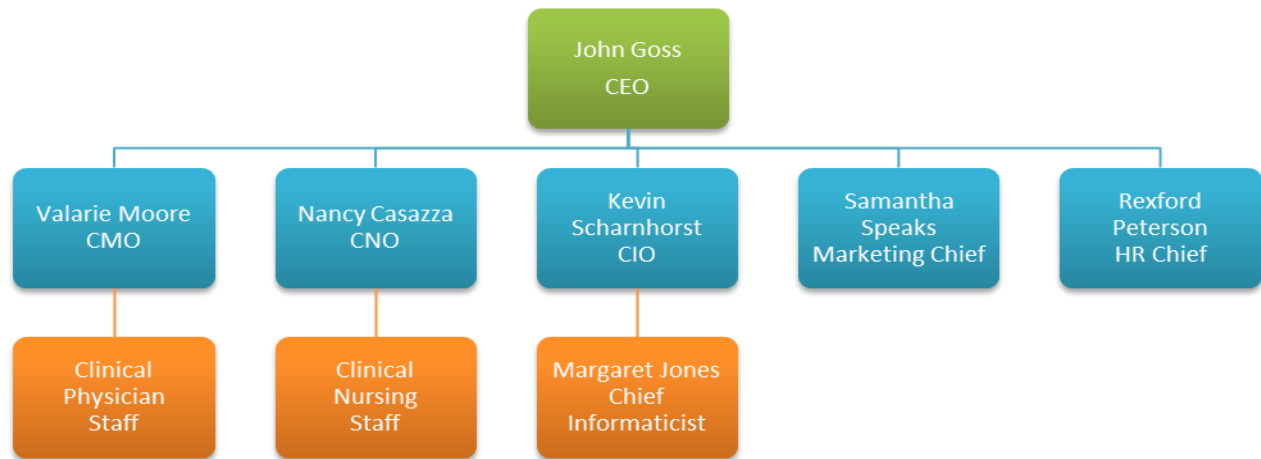 John Goss
CEO
Valarie Moore
CMO
Nancy Casazza
CNO
Kevin
Scharnhorst
CIO
Samantha
Speaks
Marketing Chief
Rexford
Peterson
HR Chief
Clinical
Physician
Staff
Clinical
Nursing
Staff
Margaret Jones
Chief
Informaticist